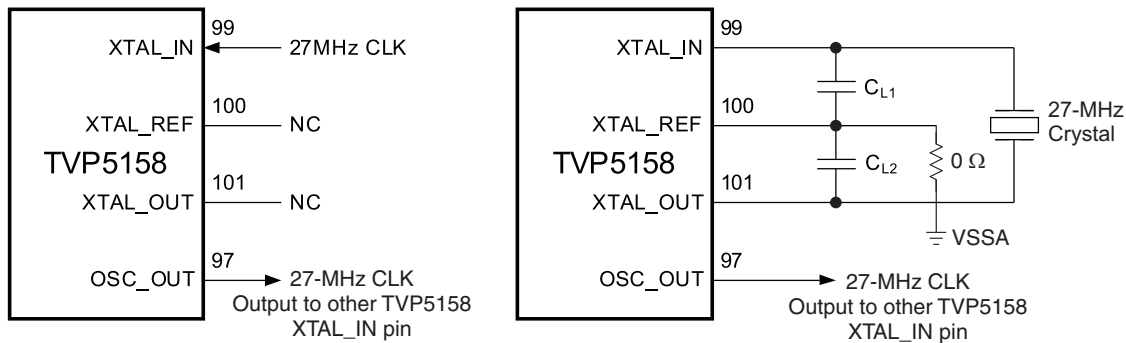 99
XTAL_IN
27MHz CLK
100
XTAL_REF
NC
TVP5158
101
XTAL_OUT
NC
97
OSC_OUT
27-MHz CLK
Output to other TVP5158
XTAL_IN pin
99
XTAL_IN
CL1
100
XTAL_REF
27-MHz
Crystal
TVP5158
CL2
0 Ω
101
XTAL_OUT
VSSA
97
OSC_OUT
27-MHz CLK
Output to other TVP5158
XTAL_IN pin